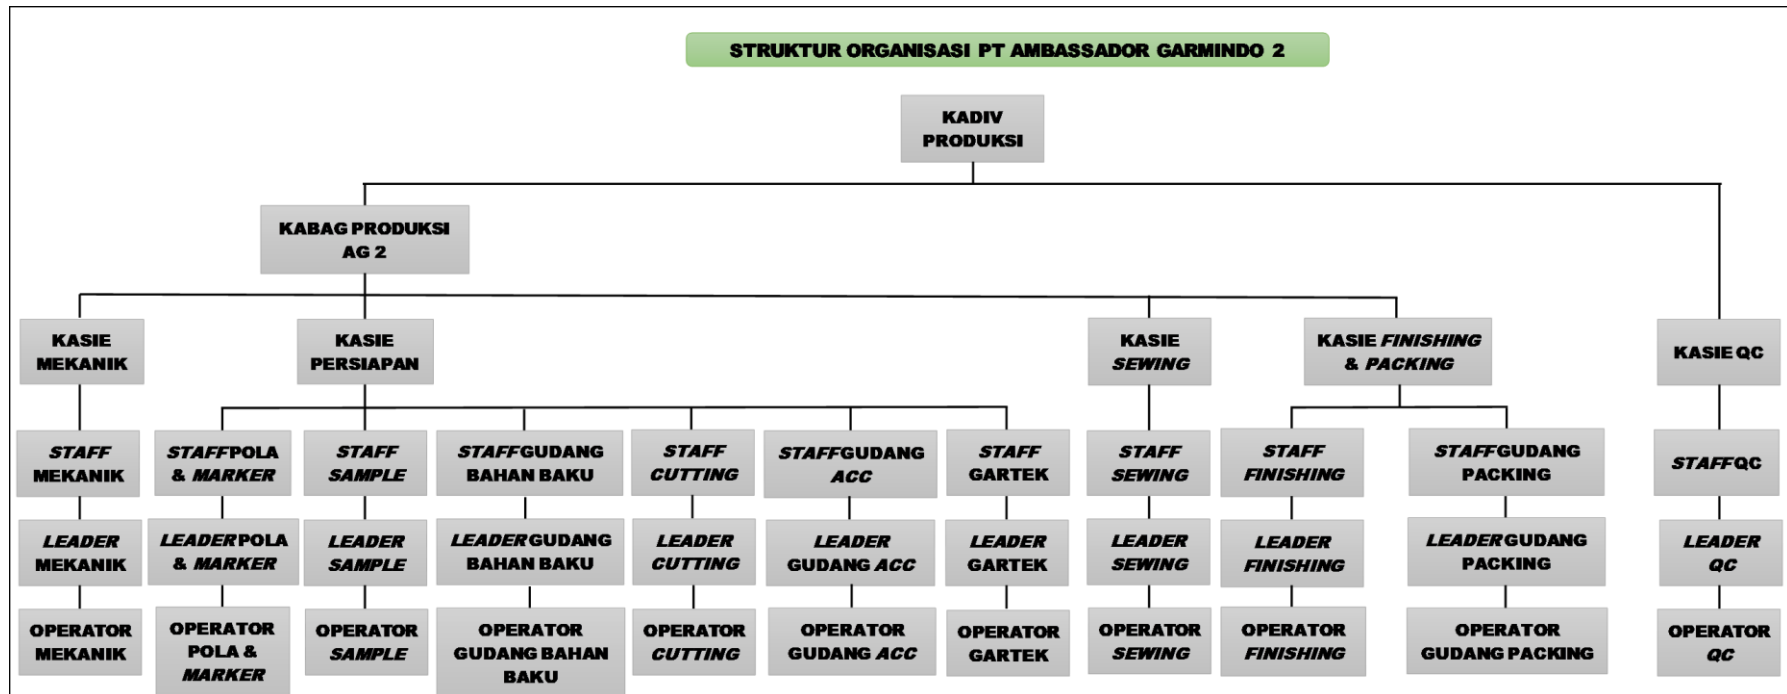 STRUKTUR ORGANISASI PT AMBASSADOR GARMINDO 2
KADIV
PRODUKSI
KABAG PRODUKSI
AG 2
KASIE
MEKANIK
KASIE
PERSIAPAN
KASIE
SEWING
KASIE FINISHING
& PACKING
KASIE QC
STAFF
MEKANIK
STAFF POLA
& MARKER
STAFF
SAMPLE
STAFF GUDANG
BAHAN BAKU
STAFF
CUTTING
STAFF GUDANG
ACC
STAFF
GARTEK
STAFF
SEWING
STAFF
FINISHING
STAFF GUDANG
PACKING
STAFF QC
LEADER
MEKANIK
LEADER POLA
& MARKER
LEADER
SAMPLE
LEADER GUDANG
BAHAN BAKU
LEADER
CUTTING
LEADER
GUDANG ACC
LEADER
GARTEK
LEADER
SEWING
LEADER
FINISHING
LEADER GUDANG
PACKING
LEADER
QC
OPERATOR
MEKANIK
OPERATOR
POLA &
MARKER
OPERATOR
SAMPLE
OPERATOR
GUDANG BAHAN
BAKU
OPERATOR
CUTTING
OPERATOR
GUDANG ACC
OPERATOR
GARTEK
OPERATOR
SEWING
OPERATOR
FINISHING
OPERATOR
GUDANG PACKING
OPERATOR
QC